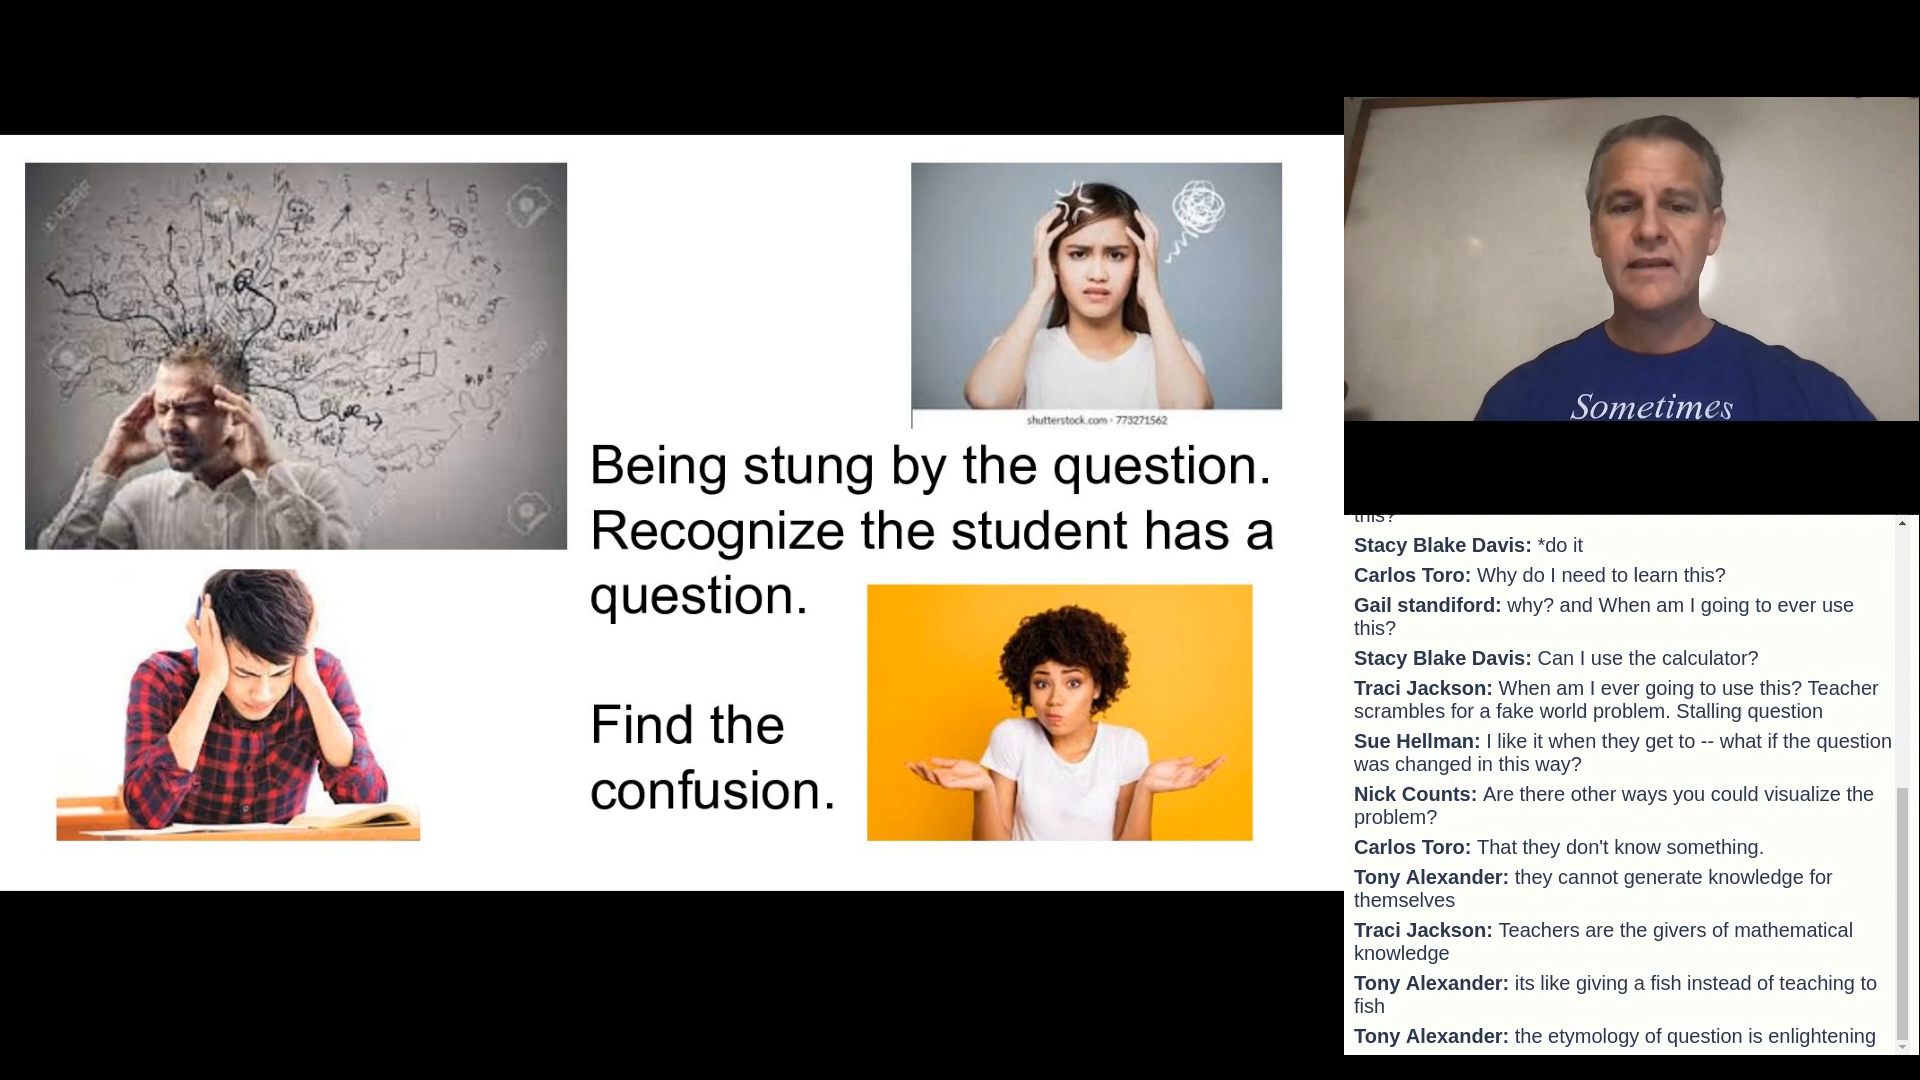 shutterstock.com · 773271562
Being stung by the question.
Recognize the student has a
question.
Find the
confusion.
Sometimes
this?
Stacy Blake Davis: *do it
Carlos Toro: Why do I need to learn this?
Gail standiford: why? and When am I going to ever use
this?
Stacy Blake Davis: Can I use the calculator?
Traci Jackson: When am I ever going to use this? Teacher
scrambles for a fake world problem. Stalling question
Sue Hellman: I like it when they get to -- what if the question
was changed in this way?
Nick Counts: Are there other ways you could visualize the
problem?
Carlos Toro: That they don't know something.
Tony Alexander: they cannot generate knowledge for
themselves
Traci Jackson: Teachers are the givers of mathematical
knowledge
Tony Alexander: its like giving a fish instead of teaching to
fish
Tony Alexander: the etymology of question is enlightening